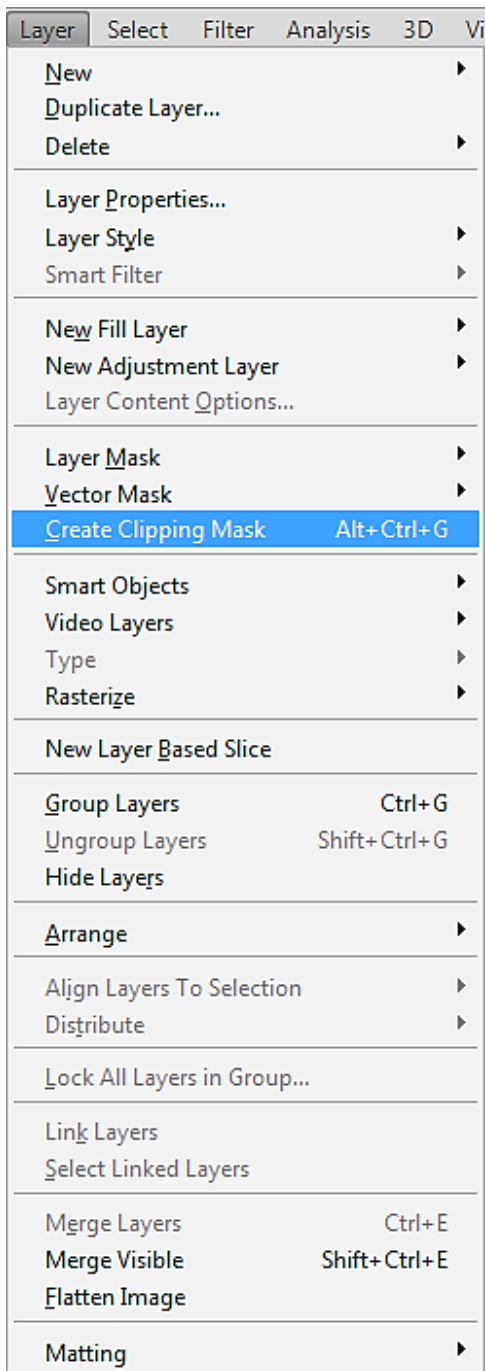 Layer Select Filter Analysis 3D Vi
New
Duplicate Layer...
Delete
Layer Properties...
Layer Style
Smart Filter
New Fill Layer
New Adjustment Layer
Layer Content Options...
Layer Mask
Vector Mask
Create Clipping Mask Alt+Ctrl+G
Smart Objects
Video Layers
Type
Rasterize
New Layer Based Slice
Group Layers Ctrl+G
Ungroup Layers Shift+Ctrl+G
Hide Layers
Arrange
Align Layers To Selection
Distribute
Lock All Layers in Group...
Link Layers
Select Linked Layers
Merge Layers Ctrl+E
Merge Visible Shift+Ctrl+E
Flatten Image
Matting